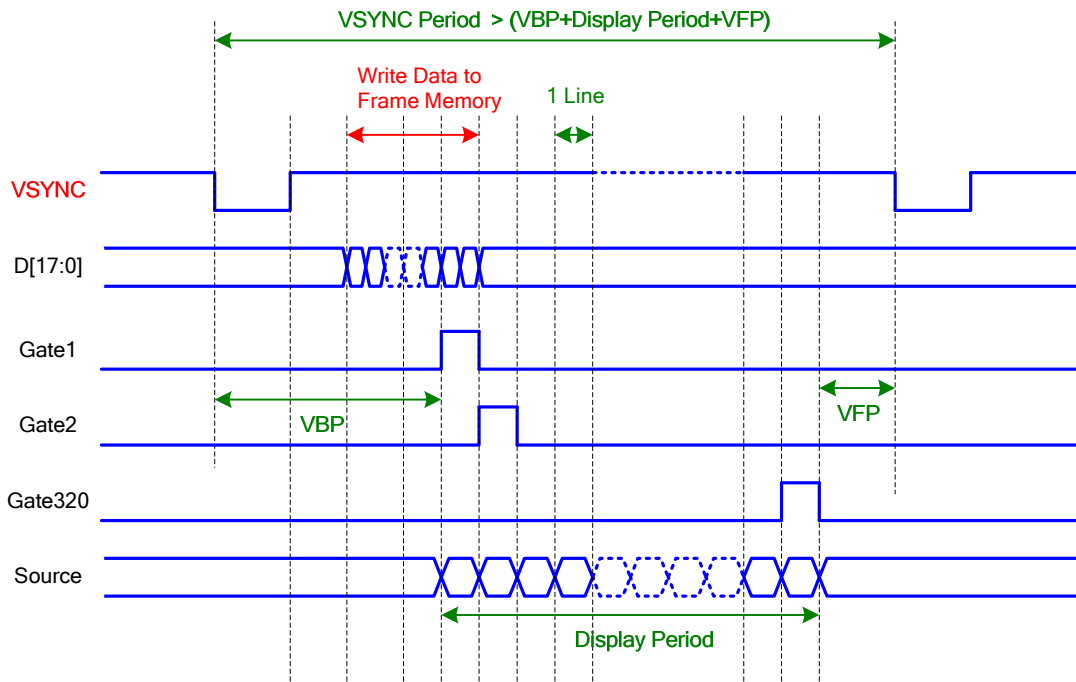 VSYNC Period > (VBP+Display Period+VFP)
Write Data to
Frame Memory
1 Line
VSYNC
D[17:0]
Gate1
VBP
VFP
Gate2
Gate320
Source
Display Period